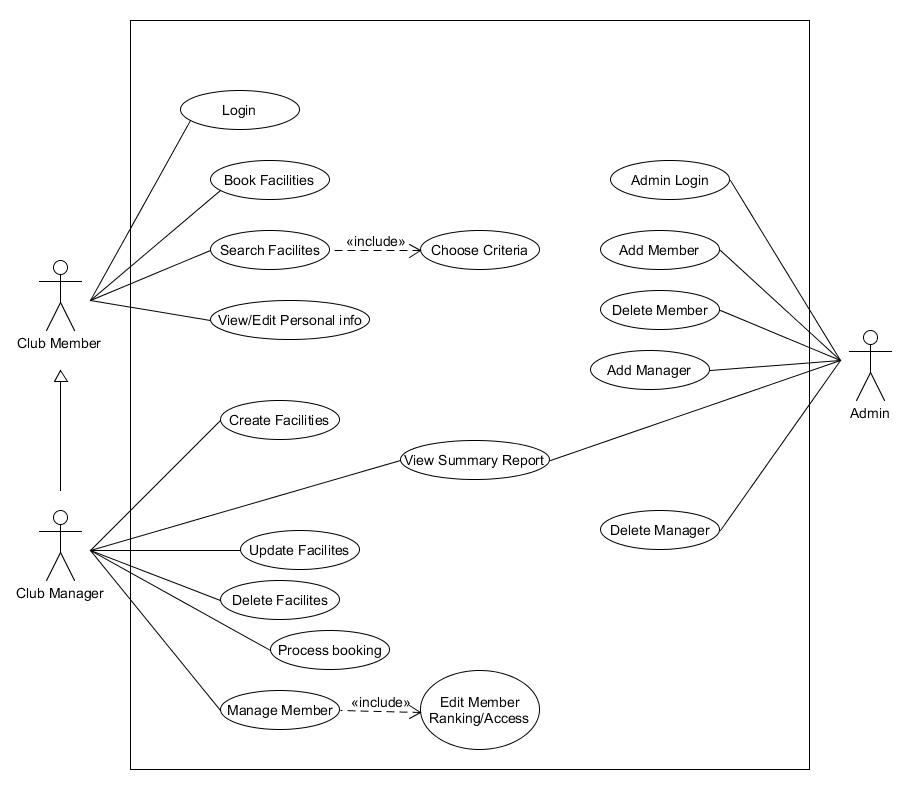 Login
Book Facilities
Admin Login
«include»
Search Facilites
Choose Criteria
Add Member
Delete Member
View/Edit Personal info
Club Member
Add Manager
Admin
Create Facilities
View Summary Report
Delete Manager
Update Facilites
Club Manager
Delete Facilites
Process booking
«include»
Manage Member
Edit Member
Ranking/Access